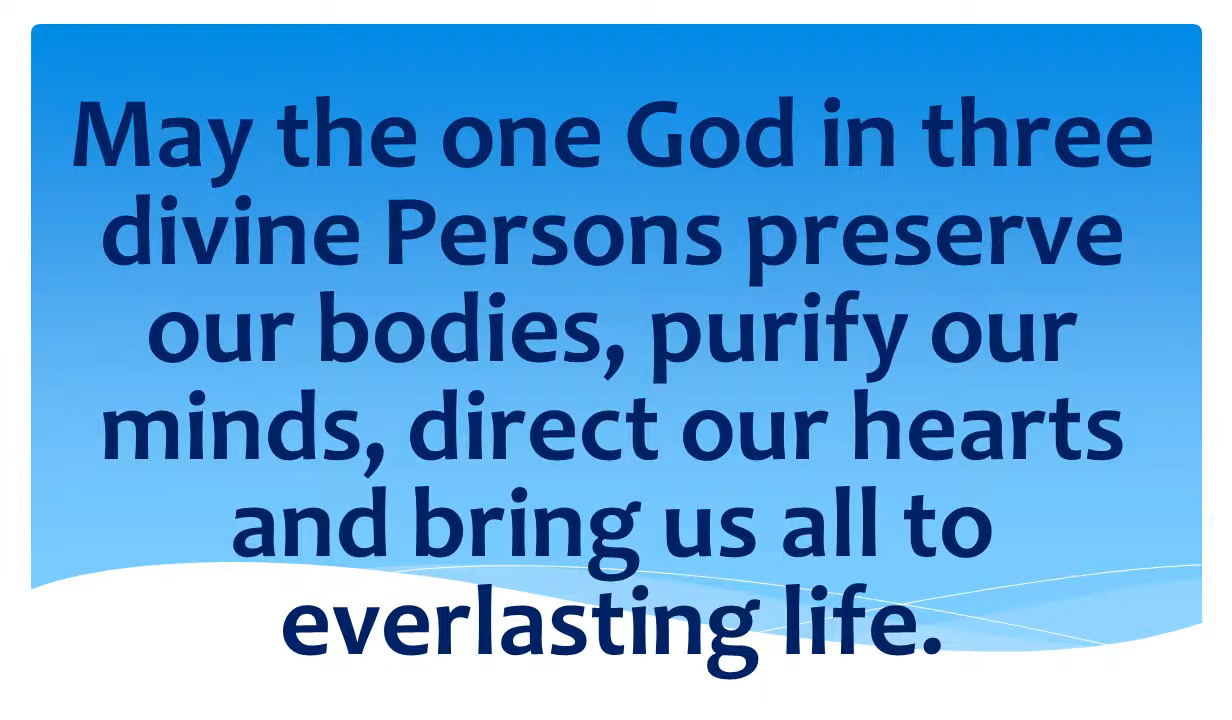 May the one God in three
divine Persons preserve
our bodies, purify our
minds, direct our hearts
and bring us all to
everlasting life.